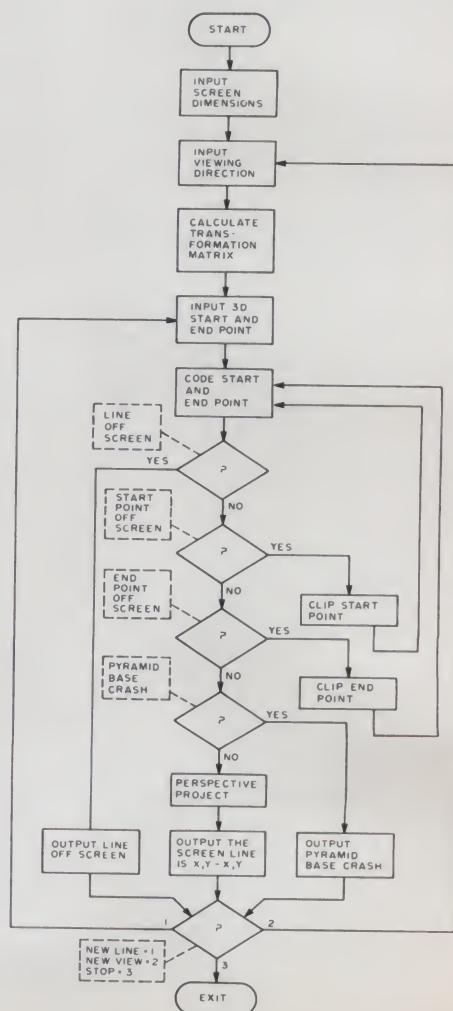 START
INPUT
SCREEN
DIMENSIONS
INPUT
VIEWING
DIRECTION
CALCULATE
TRANS-
FORMATION
MATRIX
INPUT 3D
START AND
END POINT
CODE START
AND
END POINT
LINE
OFF
SCREEN
YES
?
NO
START
POINT
OFF
SCREEN
?
YES
NO
CLIP START
POINT
END
POINT
OFF
SCREEN
?
YES
NO
CLIP END
POINT
PYRAMID
BASE
CRASH
?
YES
NO
PERSPECTIVE
PROJECT
OUTPUT LINE
OFF SCREEN
OUTPUT THE
SCREEN LINE
IS X,Y-X,Y
OUTPUT
PYRAMID
BASE CRASH
1
?
2
NEW LINE=1
NEW VIEW=2
STOP=3
3
EXIT